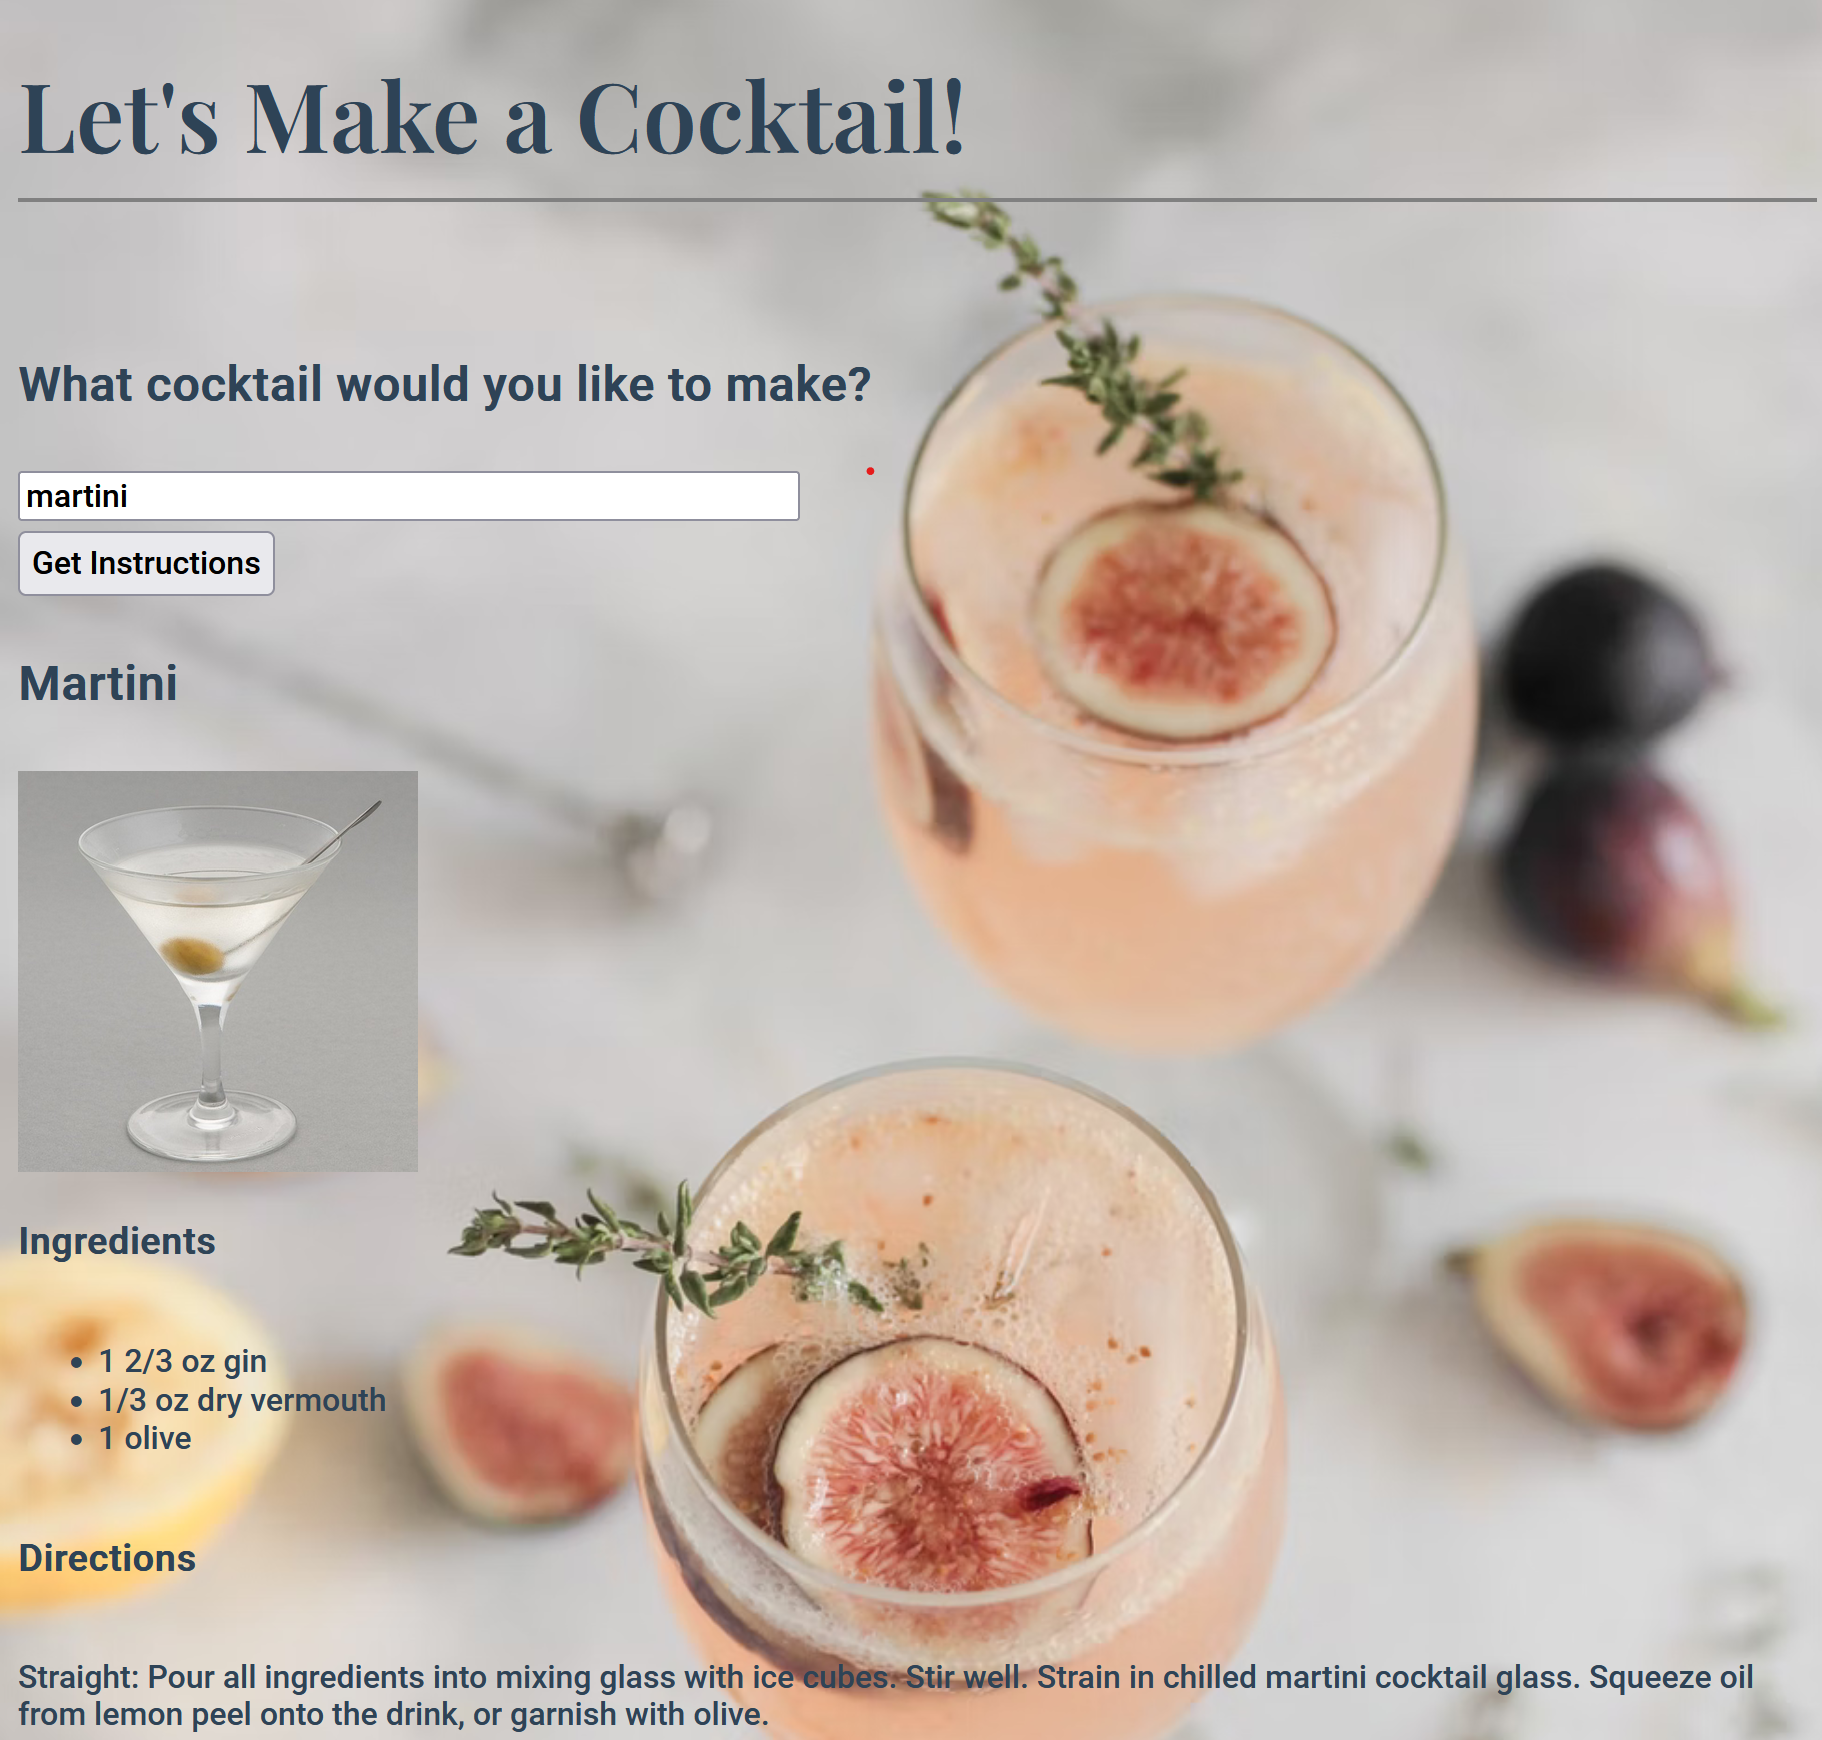 Let's Make a Cocktail!
What cocktail would you like to make?
martini
Get Instructions
Martini
Ingredients
• 1 2/3 oz gin
• 1/3 oz dry vermouth
• 1 olive
Directions
Straight: Pour all ingredients into mixing glass with ice cubes. Stir well. Strain in chilled martini cocktail glass. Squeeze oil
from lemon peel onto the drink, or garnish with olive.